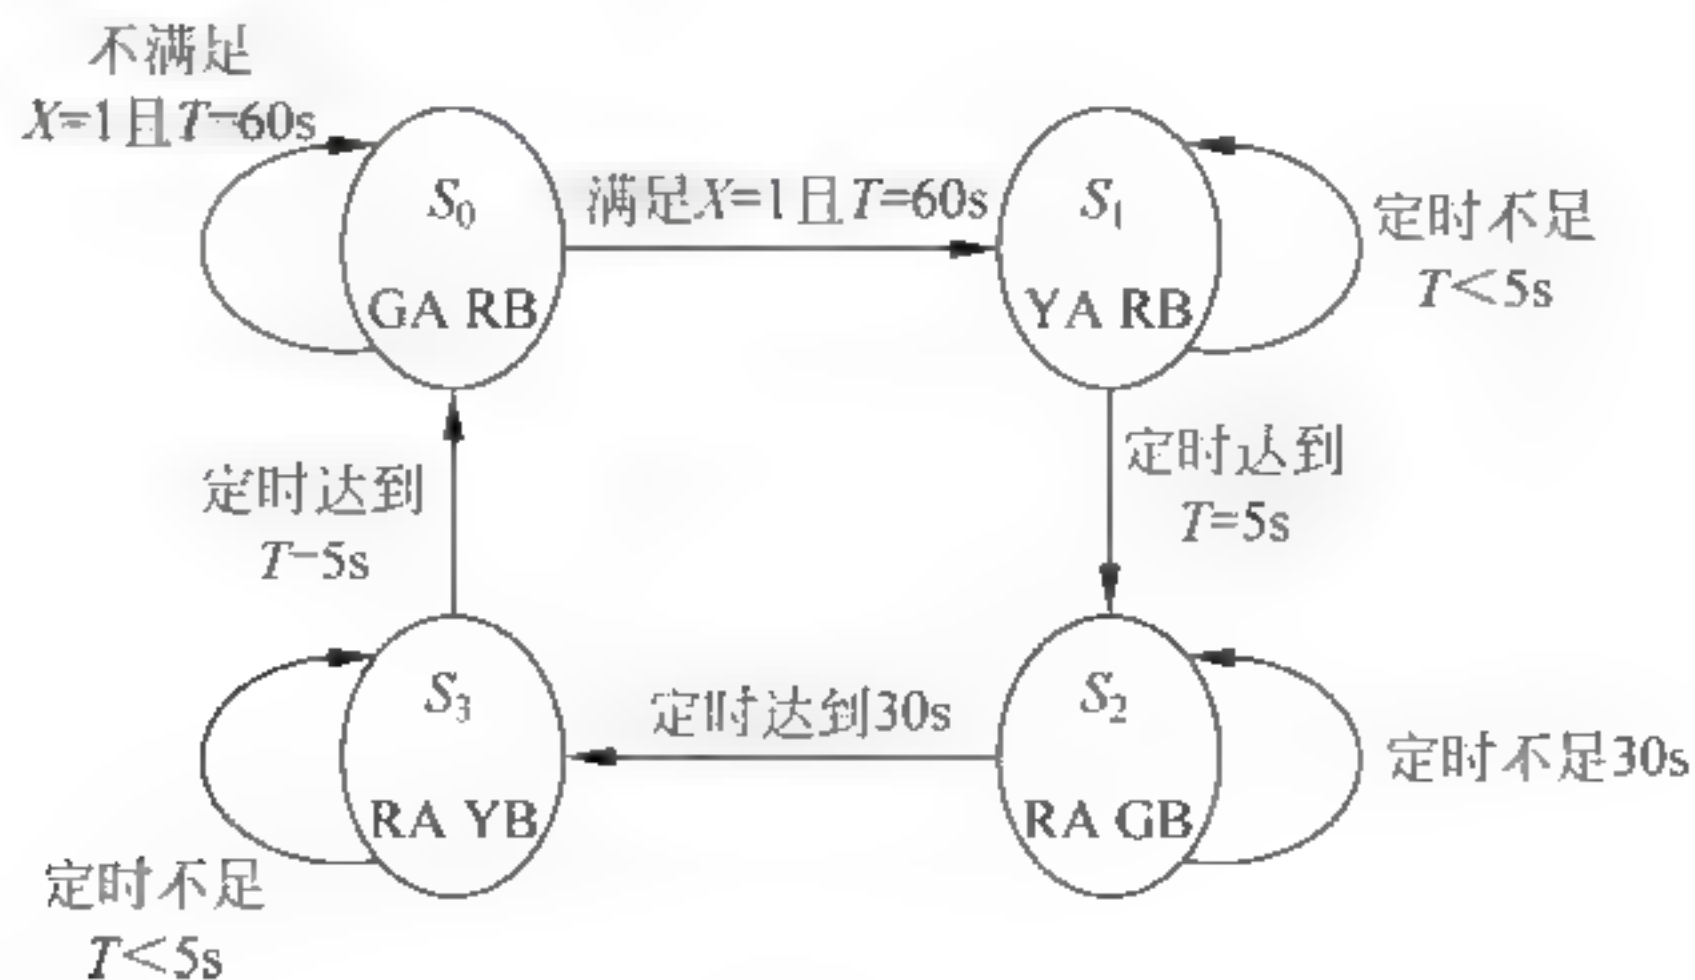 不满足
X=1且T=60s
S₀
GA RB
满足X=1且T=60s
S₁
YA RB
定时不足
T<5s
定时达到
T=5s
定时达到
T=5s
S₃
RA YB
定时达到30s
S₂
RA GB
定时不足30s
定时不足
T<5s